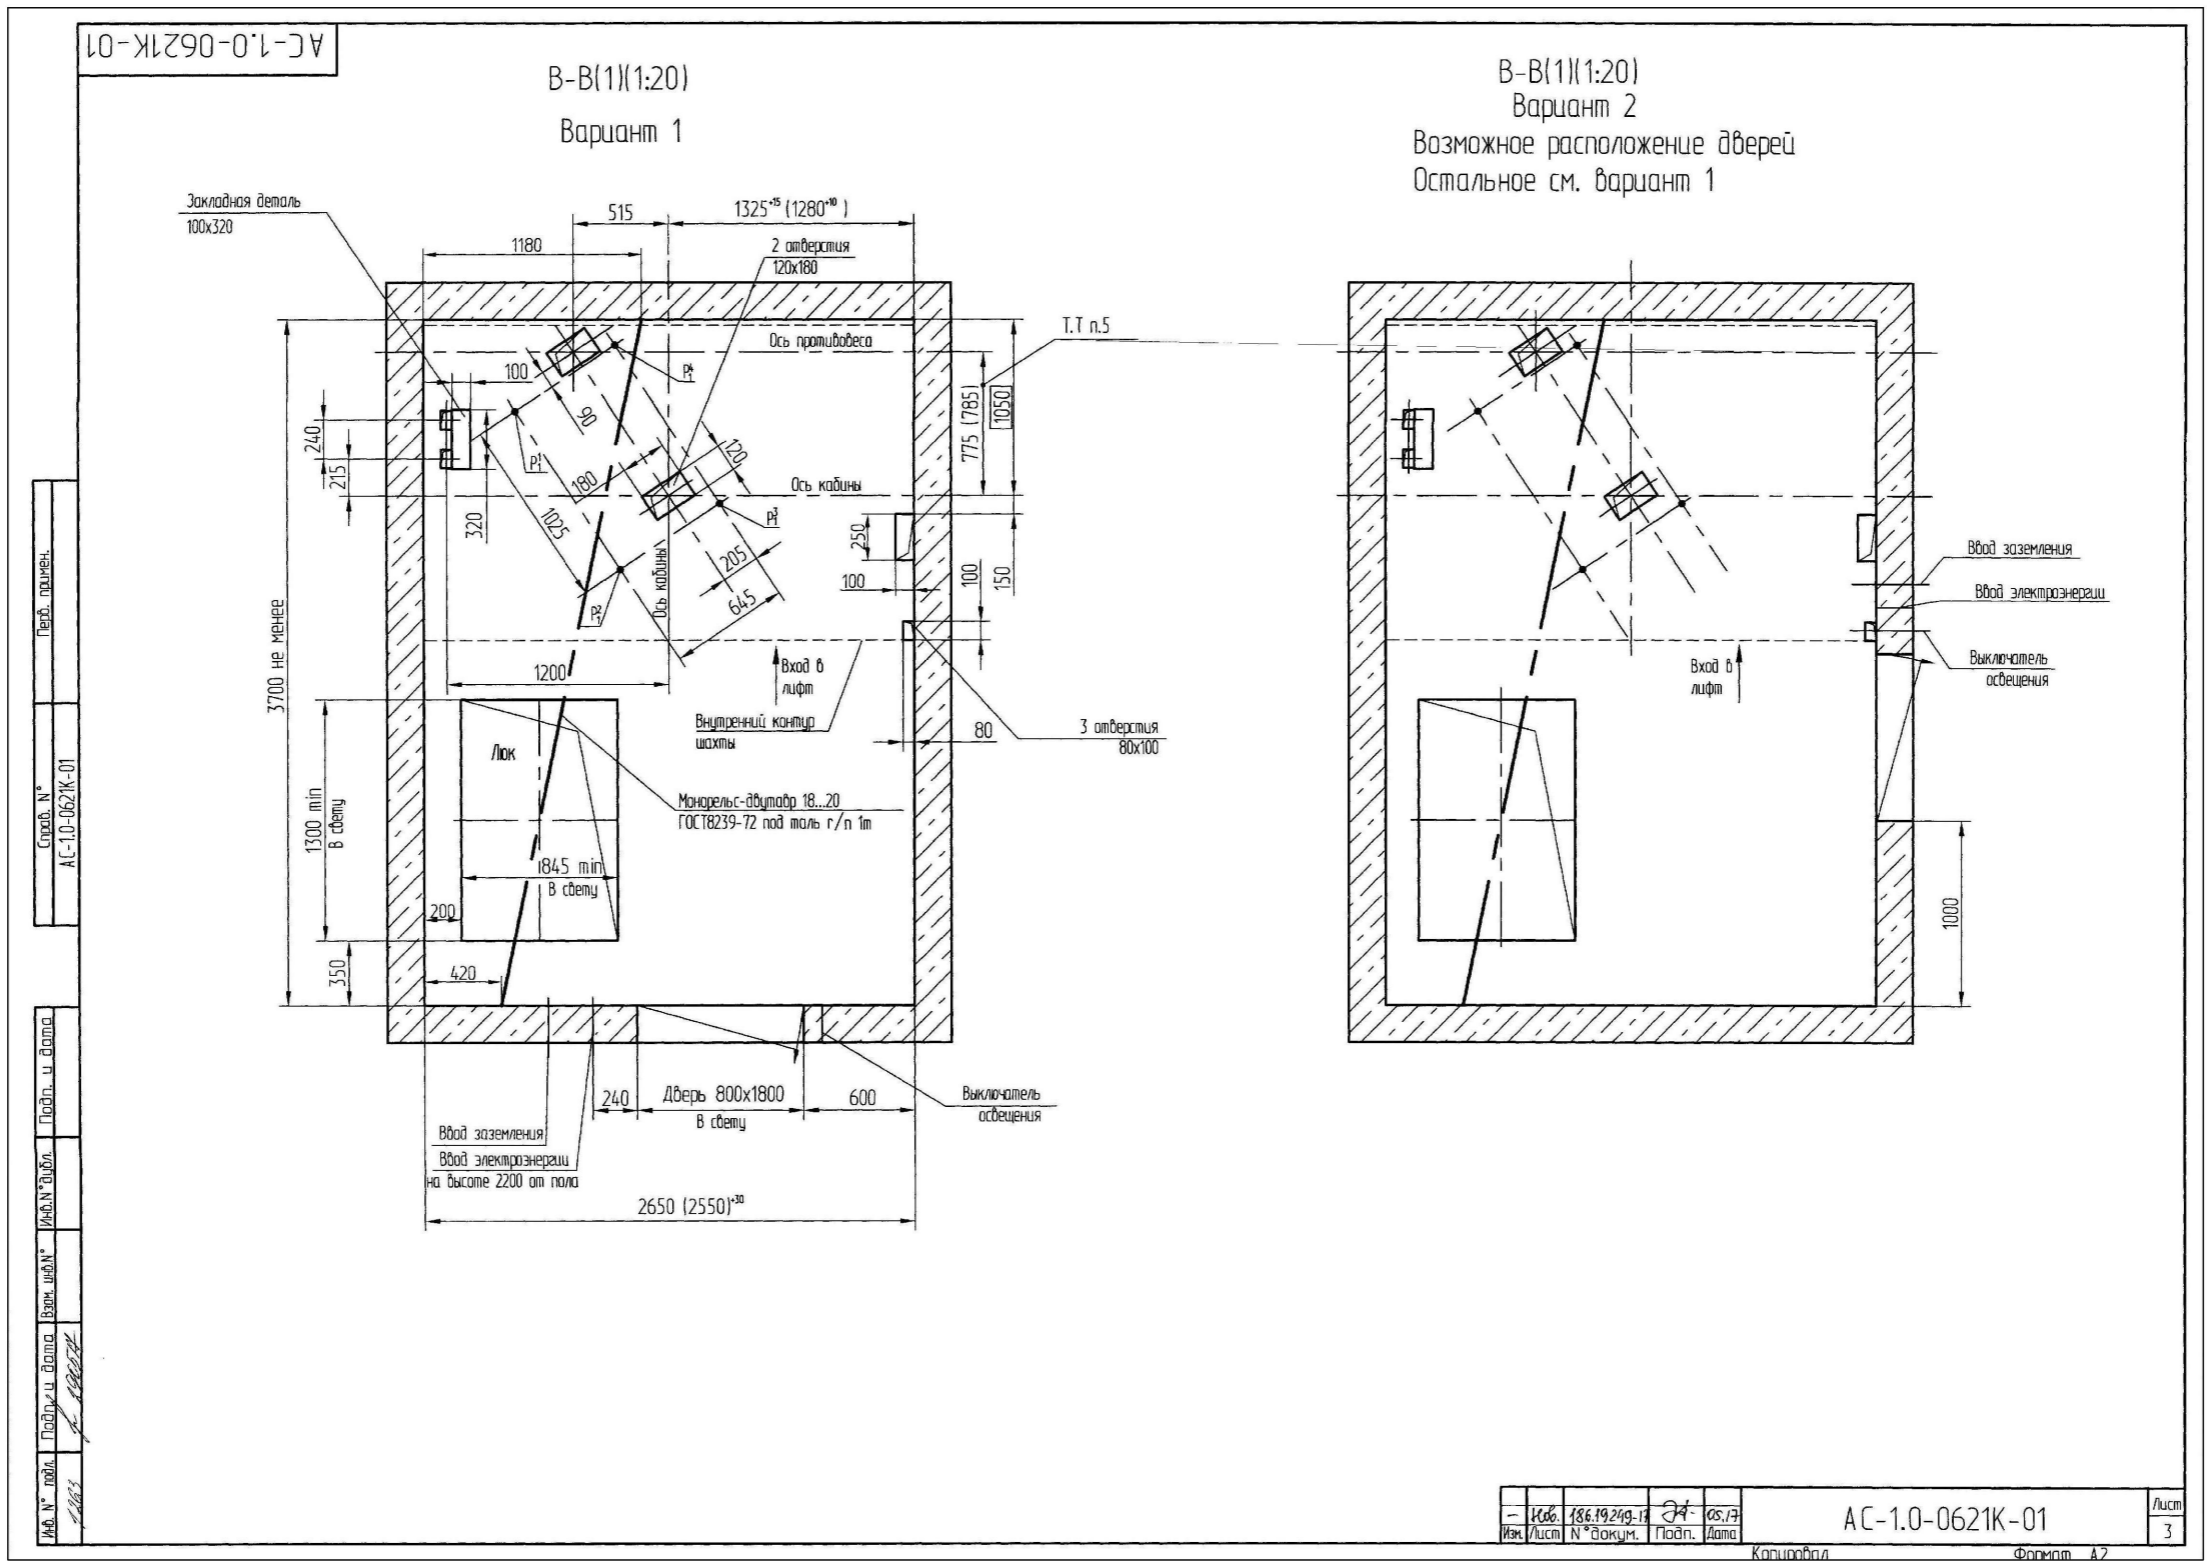 АС-1.0-0621К-01
В-В(1)(1:20)
Вариант 1
В-В(1)(1:20)
Вариант 2
Возможное расположение дверей
Остальное см. вариант 1
Закладная деталь
100х320
515
1325⁺¹⁵ (1280⁺¹⁰ )
1180
2 отверстия
120х180
Т.Т п.5
Ось противовеса
Р₁⁴
100
90
775 (785)
1050
240
215
320
Р₁¹
180
120
Ось кабины
1025
Р₁³
250
205
100
100
150
645
Ось кабины
Р₁²
3700 не менее
1200
Вход в
лифт
Внутренний контур
шахты
80
3 отверстия
80х100
Люк
Монорельс-двутавр 18...20
ГОСТ8239-72 под таль г/п 1т
1300 min
В свету
845 min
В свету
200
350
420
240
Дверь 800х1800
В свету
600
Выключатель
освещения
Ввод заземления
Ввод электроэнергии
на высоте 2200 от пола
2650 (2550)⁺³⁰
Ввод заземления
Ввод электроэнергии
Выключатель
освещения
Вход в
лифт
1000
Перв. примен.
Справ. N°
АС-1.0-0621К-01
Подп. и дата
Инв.N°дубл.
Взам. инв.N°
Подп. и дата
Инв. N° подл.
1263
– Нов. 186.19249-17 05.17
Изм. Лист N°докум. Подп. Дата
АС-1.0-0621К-01
Лист
3
Копировал
Формат А2